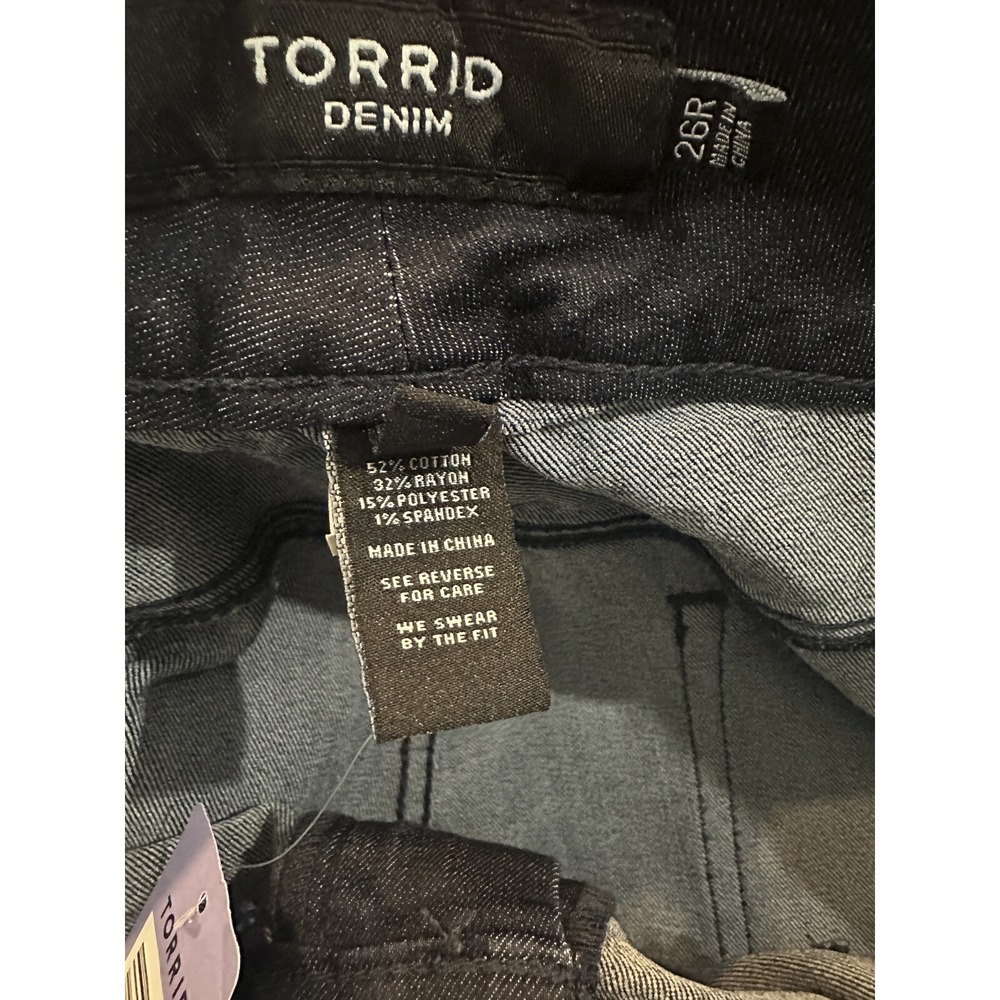 TORRID
DENIM
26R
MADE IN
CHINA
52% COTTON
32% RAYON
15% POLYESTER
1% SPANDEX
MADE IN CHINA
SEE REVERSE
FOR CARE
WE SWEAR
BY THE FIT
TORRI